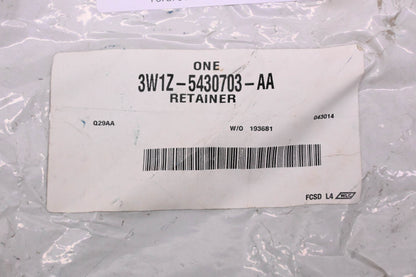 ONE
3W1Z-5430703-AA
RETAINER
Q29AA
W/O 193681
043014
FCSD L4